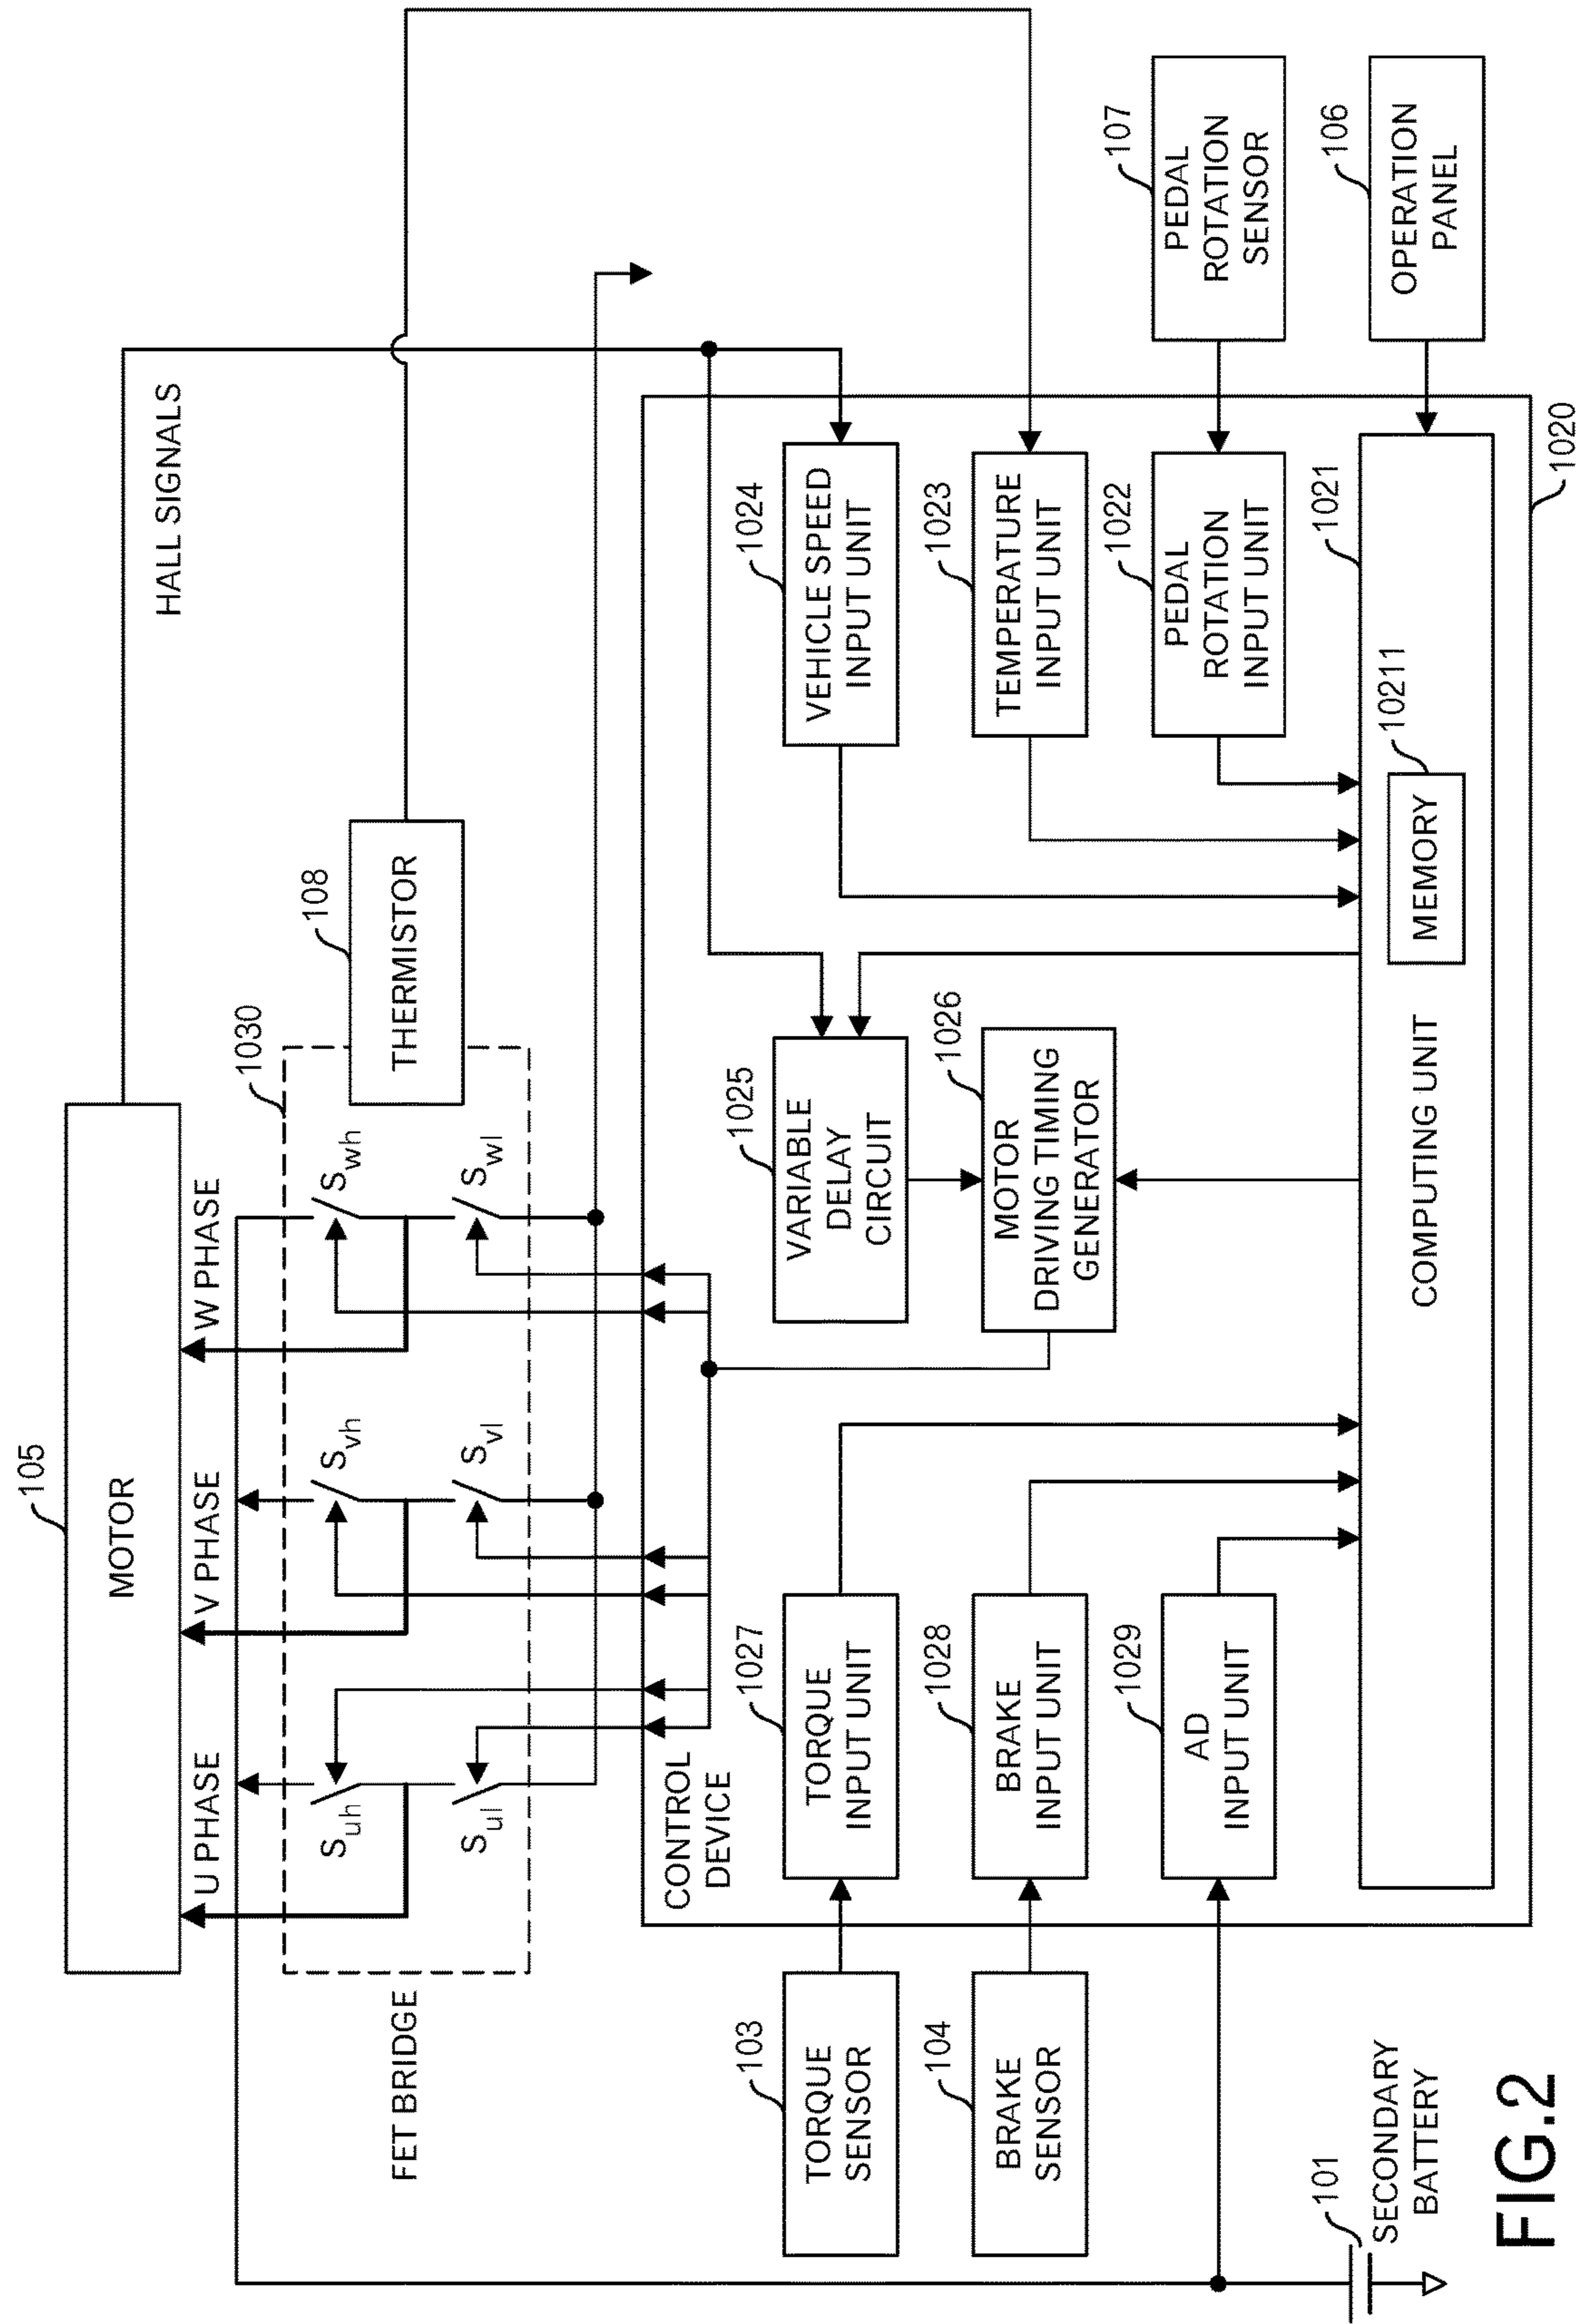 105
MOTOR
HALL SIGNALS
U PHASE
V PHASE
W PHASE
1030
108
THERMISTOR
Suh
Svh
Swh
Sul
Svl
Swl
FET BRIDGE
CONTROL
DEVICE
103
TORQUE
SENSOR
1027
TORQUE
INPUT UNIT
1025
VARIABLE
DELAY
CIRCUIT
1024
VEHICLE SPEED
INPUT UNIT
104
BRAKE
SENSOR
1028
BRAKE
INPUT UNIT
1026
MOTOR
DRIVING TIMING
GENERATOR
1023
TEMPERATURE
INPUT UNIT
107
PEDAL
ROTATION
SENSOR
1029
AD
INPUT UNIT
1022
PEDAL
ROTATION
INPUT UNIT
106
OPERATION
PANEL
101
SECONDARY
BATTERY
COMPUTING UNIT
10211
MEMORY
1021
1020
FIG.2